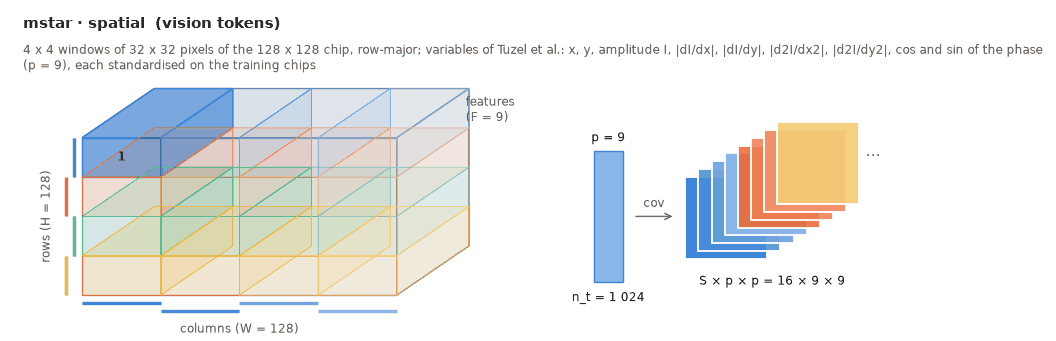 mstar · spatial  (vision tokens)
4 x 4 windows of 32 x 32 pixels of the 128 x 128 chip, row-major; variables of Tuzel et al.: x, y, amplitude I, |dI/dx|, |dI/dy|, |d2I/dx2|, |d2I/dy2|, cos and sin of the phase
(p = 9), each standardised on the training chips
features
(F = 9)
1
rows (H = 128)
columns (W = 128)
p = 9
n_t = 1 024
cov
...
S × p × p = 16 × 9 × 9